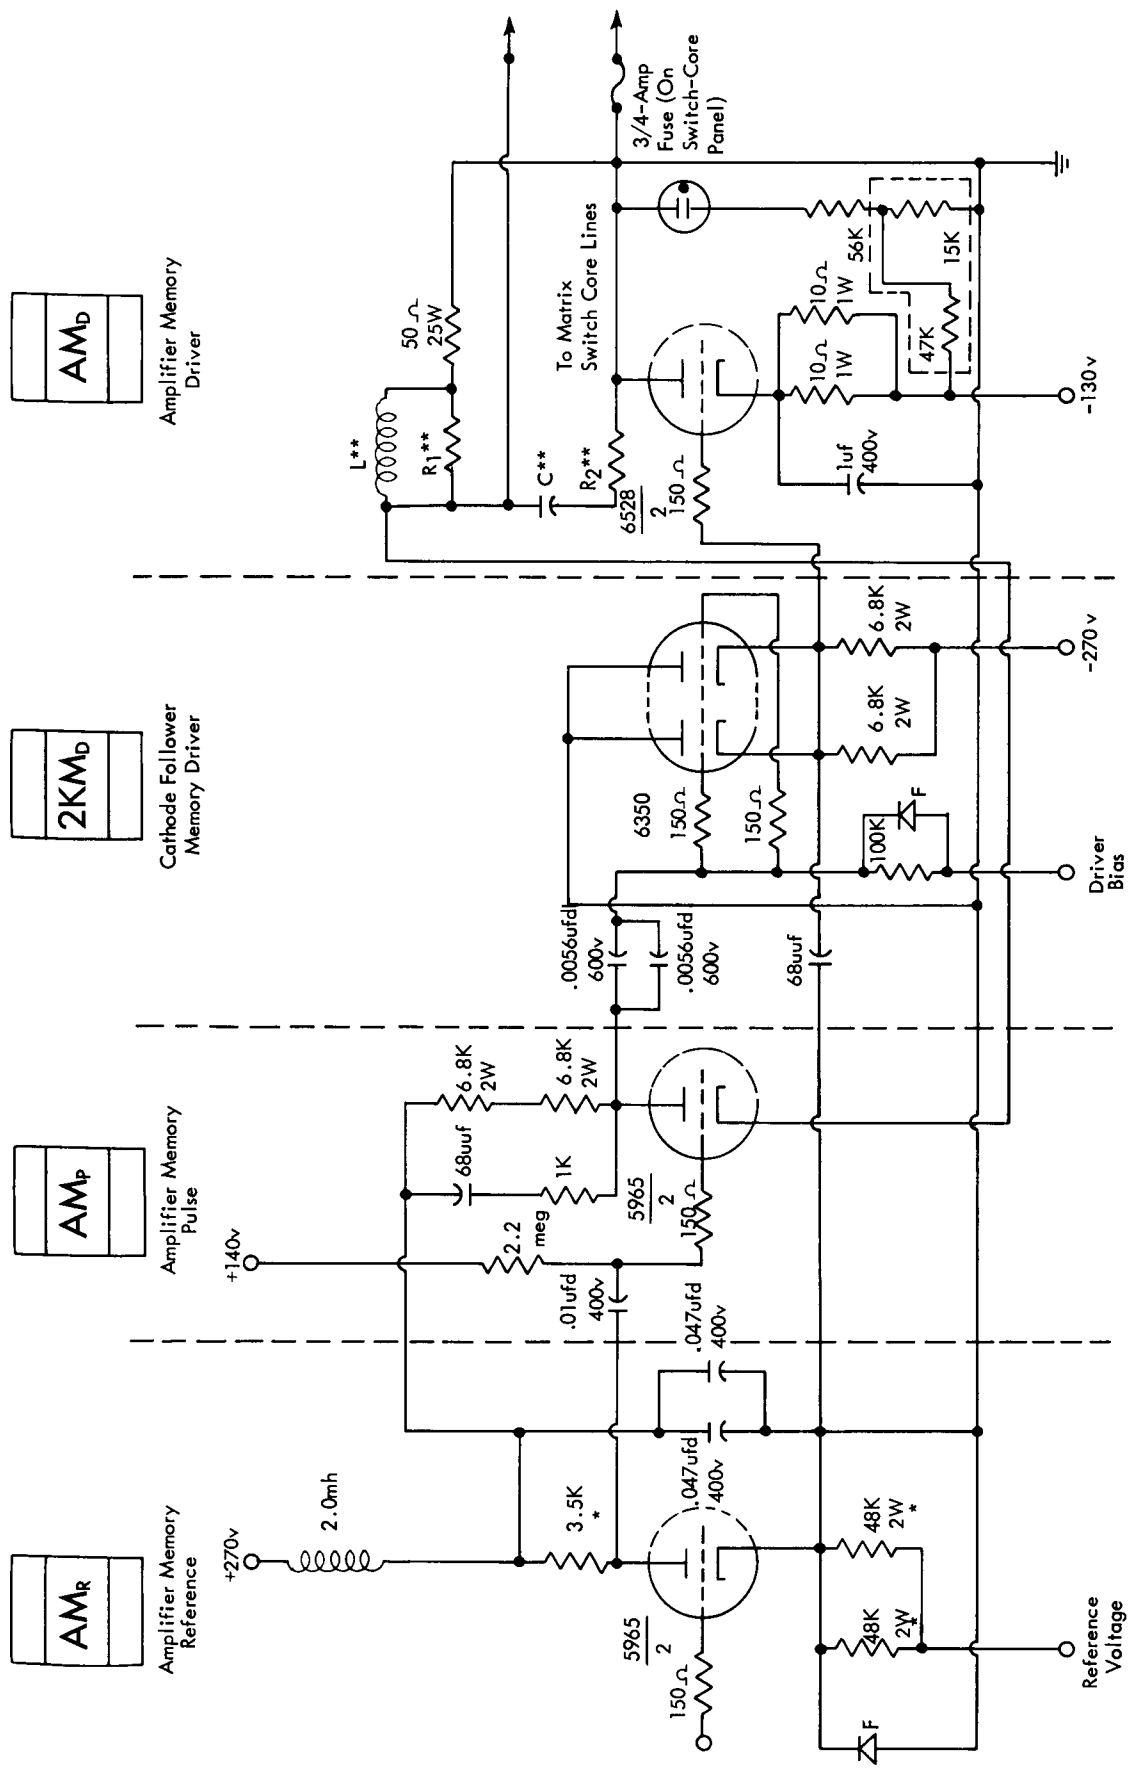 AMR
Amplifier Memory
Reference
+270v
2.0mh
3.5K
*
5965
2
150Ω
.047ufd
400v
.047ufd
400v
48K
2W
*
48K
2W
*
F
Reference
Voltage
AMP
Amplifier Memory
Pulse
+140v
2.2
meg
.01ufd
400v
68uuf
1K
6.8K
2W
6.8K
2W
5965
2
150Ω
2KMD
Cathode Follower
Memory Driver
.0056ufd
600v
.0056ufd
600v
6350
150Ω
150Ω
68uuf
100K
F
6.8K
2W
6.8K
2W
Driver
Bias
-270v
AMD
Amplifier Memory
Driver
L**
R1**
50Ω
25W
C**
R2**
6528
2
150Ω
To Matrix
Switch Core Lines
3/4-Amp
Fuse (On
Switch-Core
Panel)
1uf
400v
10Ω
1W
10Ω
1W
56K
47K
15K
-130v